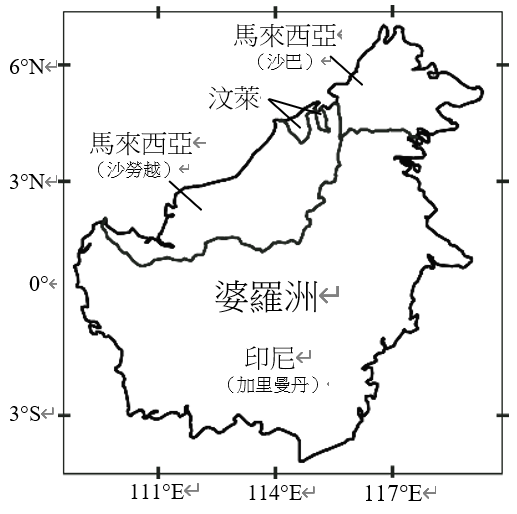 馬來西亞
（沙巴）
6°N
汶萊
馬來西亞
（沙勞越）
3°N
0°
婆羅洲
印尼
（加里曼丹）
3°S
111°E
114°E
117°E